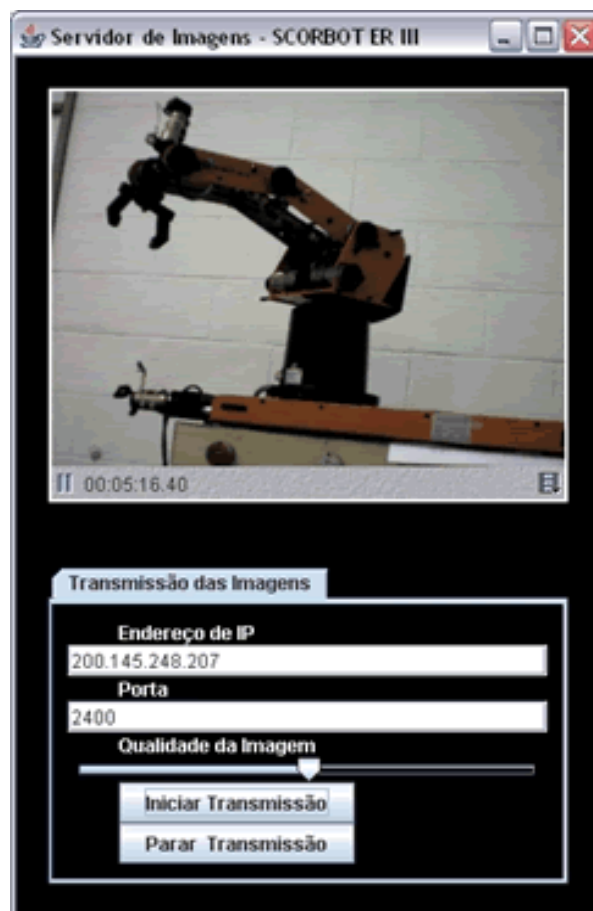 Servidor de Imagens - SCORBOT ER III
00:05:16.40
Transmissão das Imagens
Endereço de IP
200.145.248.207
Porta
2400
Qualidade da Imagem
Iniciar Transmissão
Parar Transmissão